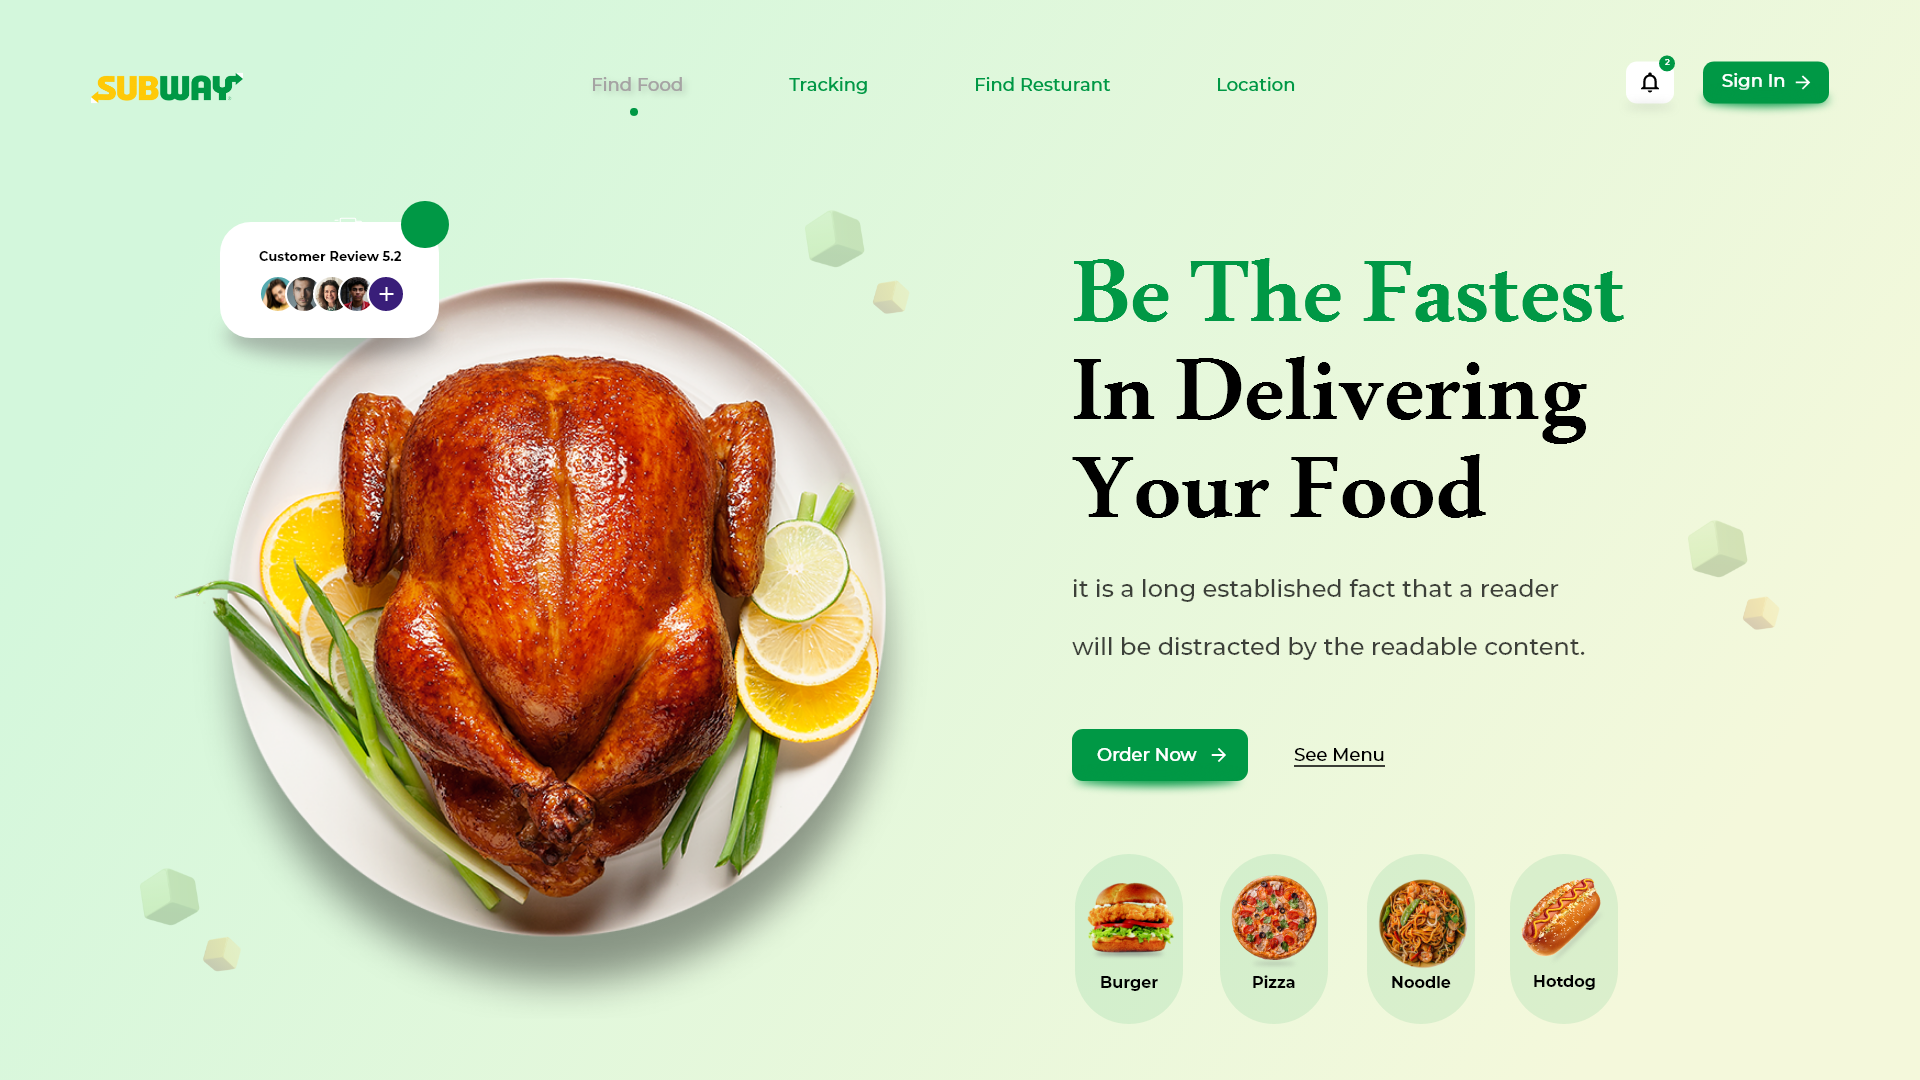 SUBWAY
Find Food
Tracking
Find Resturant
Location
2
Sign In
Customer Review 5.2
Be The Fastest
In Delivering
Your Food
it is a long established fact that a reader
will be distracted by the readable content.
Order Now
See Menu
Burger
Pizza
Noodle
Hotdog